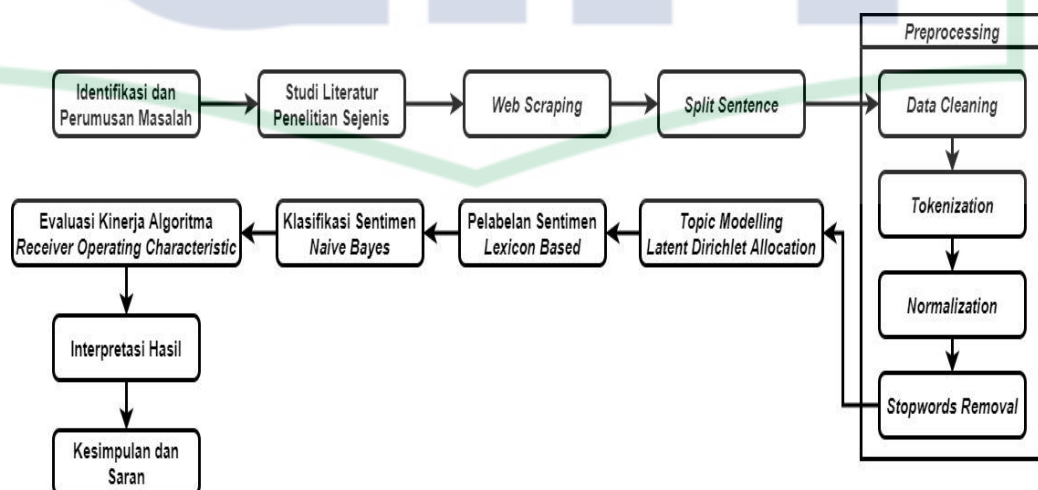 Preprocessing
Identifikasi dan
Perumusan Masalah
Studi Literatur
Penelitian Sejenis
Web Scraping
Split Sentence
Data Cleaning
Tokenization
Normalization
Stopwords Removal
Topic Modelling
Latent Dirichlet Allocation
Pelabelan Sentimen
Lexicon Based
Klasifikasi Sentimen
Naive Bayes
Evaluasi Kinerja Algoritma
Receiver Operating Characteristic
Interpretasi Hasil
Kesimpulan dan
Saran